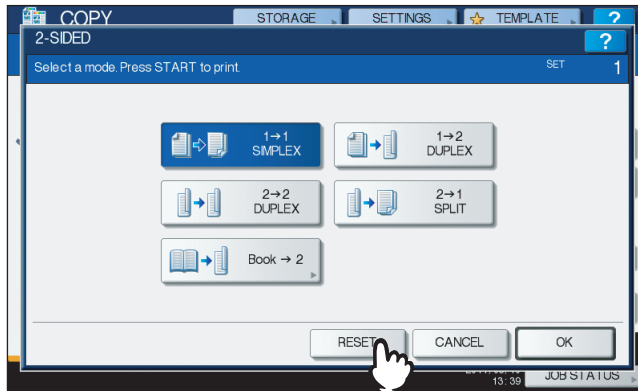 COPY
STORAGE
SETTINGS
TEMPLATE
?
2-SIDED
?
Select a mode. Press START to print.
SET
1
1→1
SIMPLEX
1→2
DUPLEX
2→2
DUPLEX
2→1
SPLIT
Book → 2
RESET
CANCEL
OK
13:39
JOB STATUS